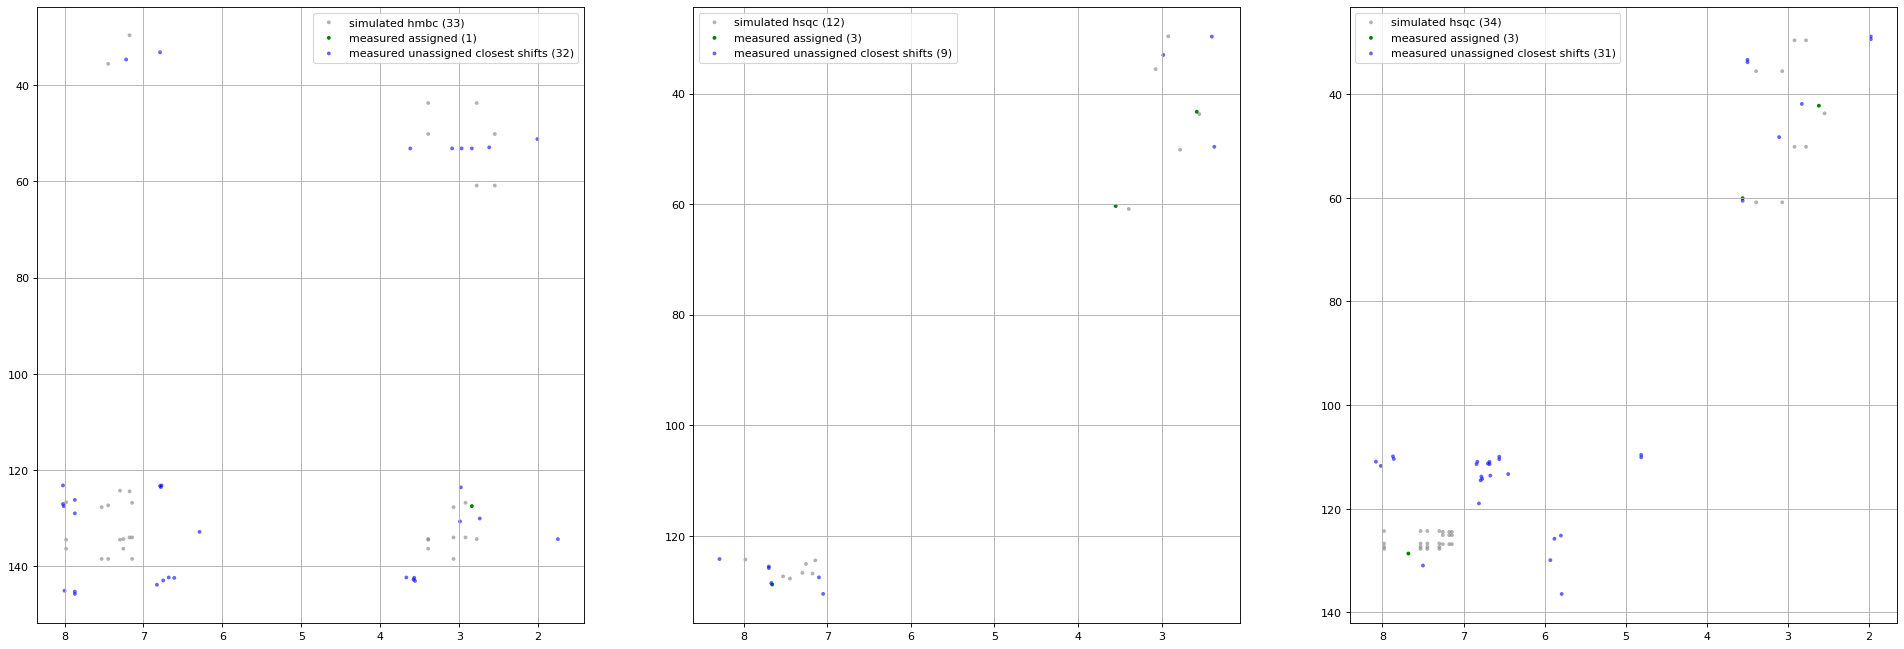 simulated hmbc (33)
measured assigned (1)
measured unassigned closest shifts (32)
40
60
80
100
120
140
8 7 6 5 4 3 2
simulated hsqc (12)
measured assigned (3)
measured unassigned closest shifts (9)
40
60
80
100
120
8 7 6 5 4 3
simulated hsqc (34)
measured assigned (3)
measured unassigned closest shifts (31)
40
60
80
100
120
140
8 7 6 5 4 3 2